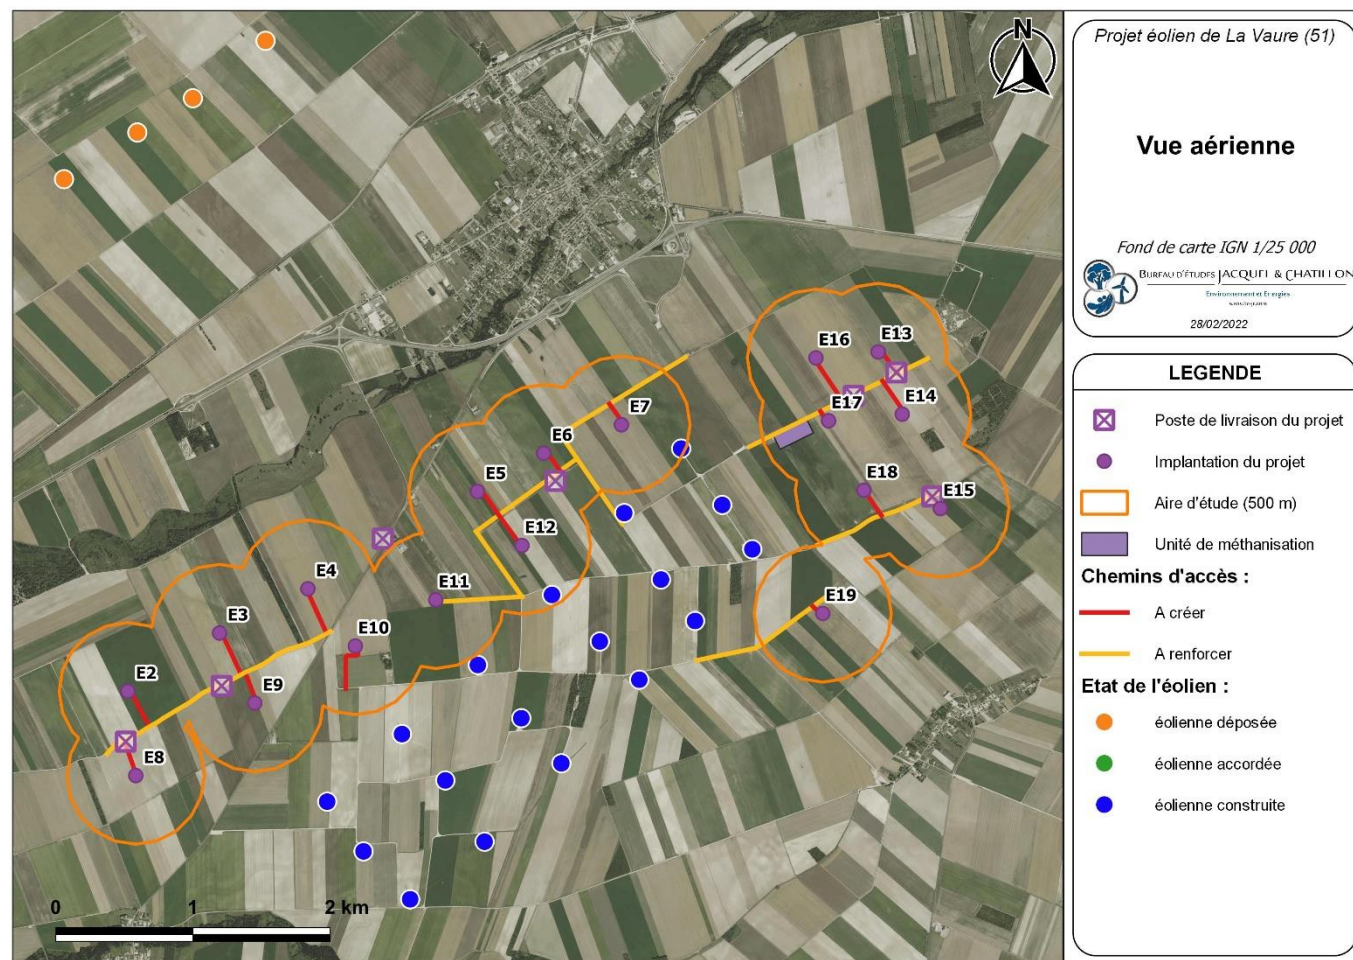 N
E16
E13
E17
E14
E7
E6
E5
E18
E15
E12
E4
E11
E19
E3
E10
E2
E9
E8
0 1 2 km
Projet éolien de La Vaure (51)
Vue aérienne
Fond de carte IGN 1/25 000
BUREAU D'ÉTUDES JACQUEL & CHATILLON
Environnement et Energies
28/02/2022
LEGENDE
Poste de livraison du projet
Implantation du projet
Aire d'étude (500 m)
Unité de méthanisation
Chemins d'accès :
A créer
A renforcer
Etat de l'éolien :
éolienne déposée
éolienne accordée
éolienne construite